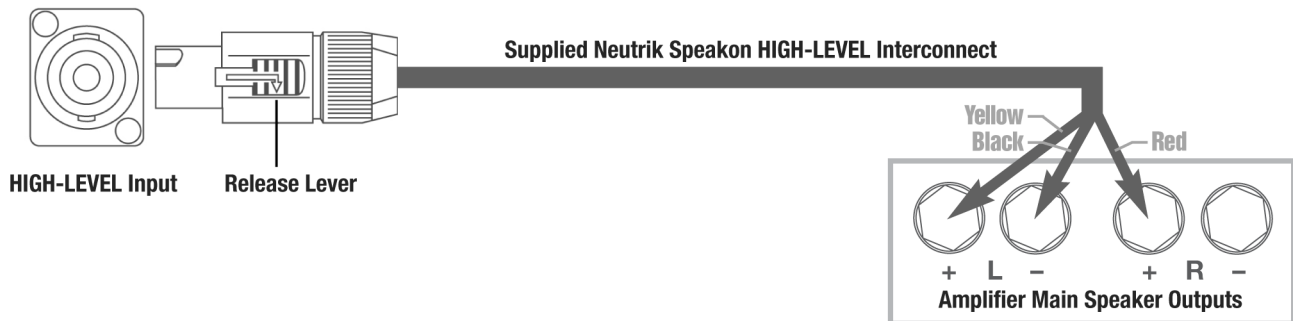 Supplied Neutrik Speakon HIGH-LEVEL Interconnect
Yellow
Black
Red
HIGH-LEVEL Input
Release Lever
+ L − + R −
Amplifier Main Speaker Outputs